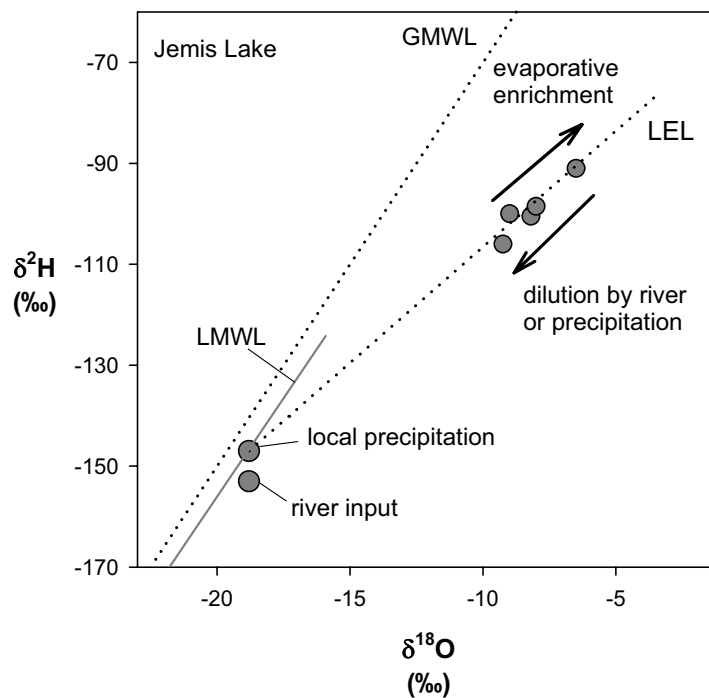 Jemis Lake
GMWL
evaporative
enrichment
LEL
dilution by river
or precipitation
LMWL
local precipitation
river input
-70
-90
-110
-130
-150
-170
δ²H
(‰)
-20
-15
-10
-5
δ¹⁸O
(‰)